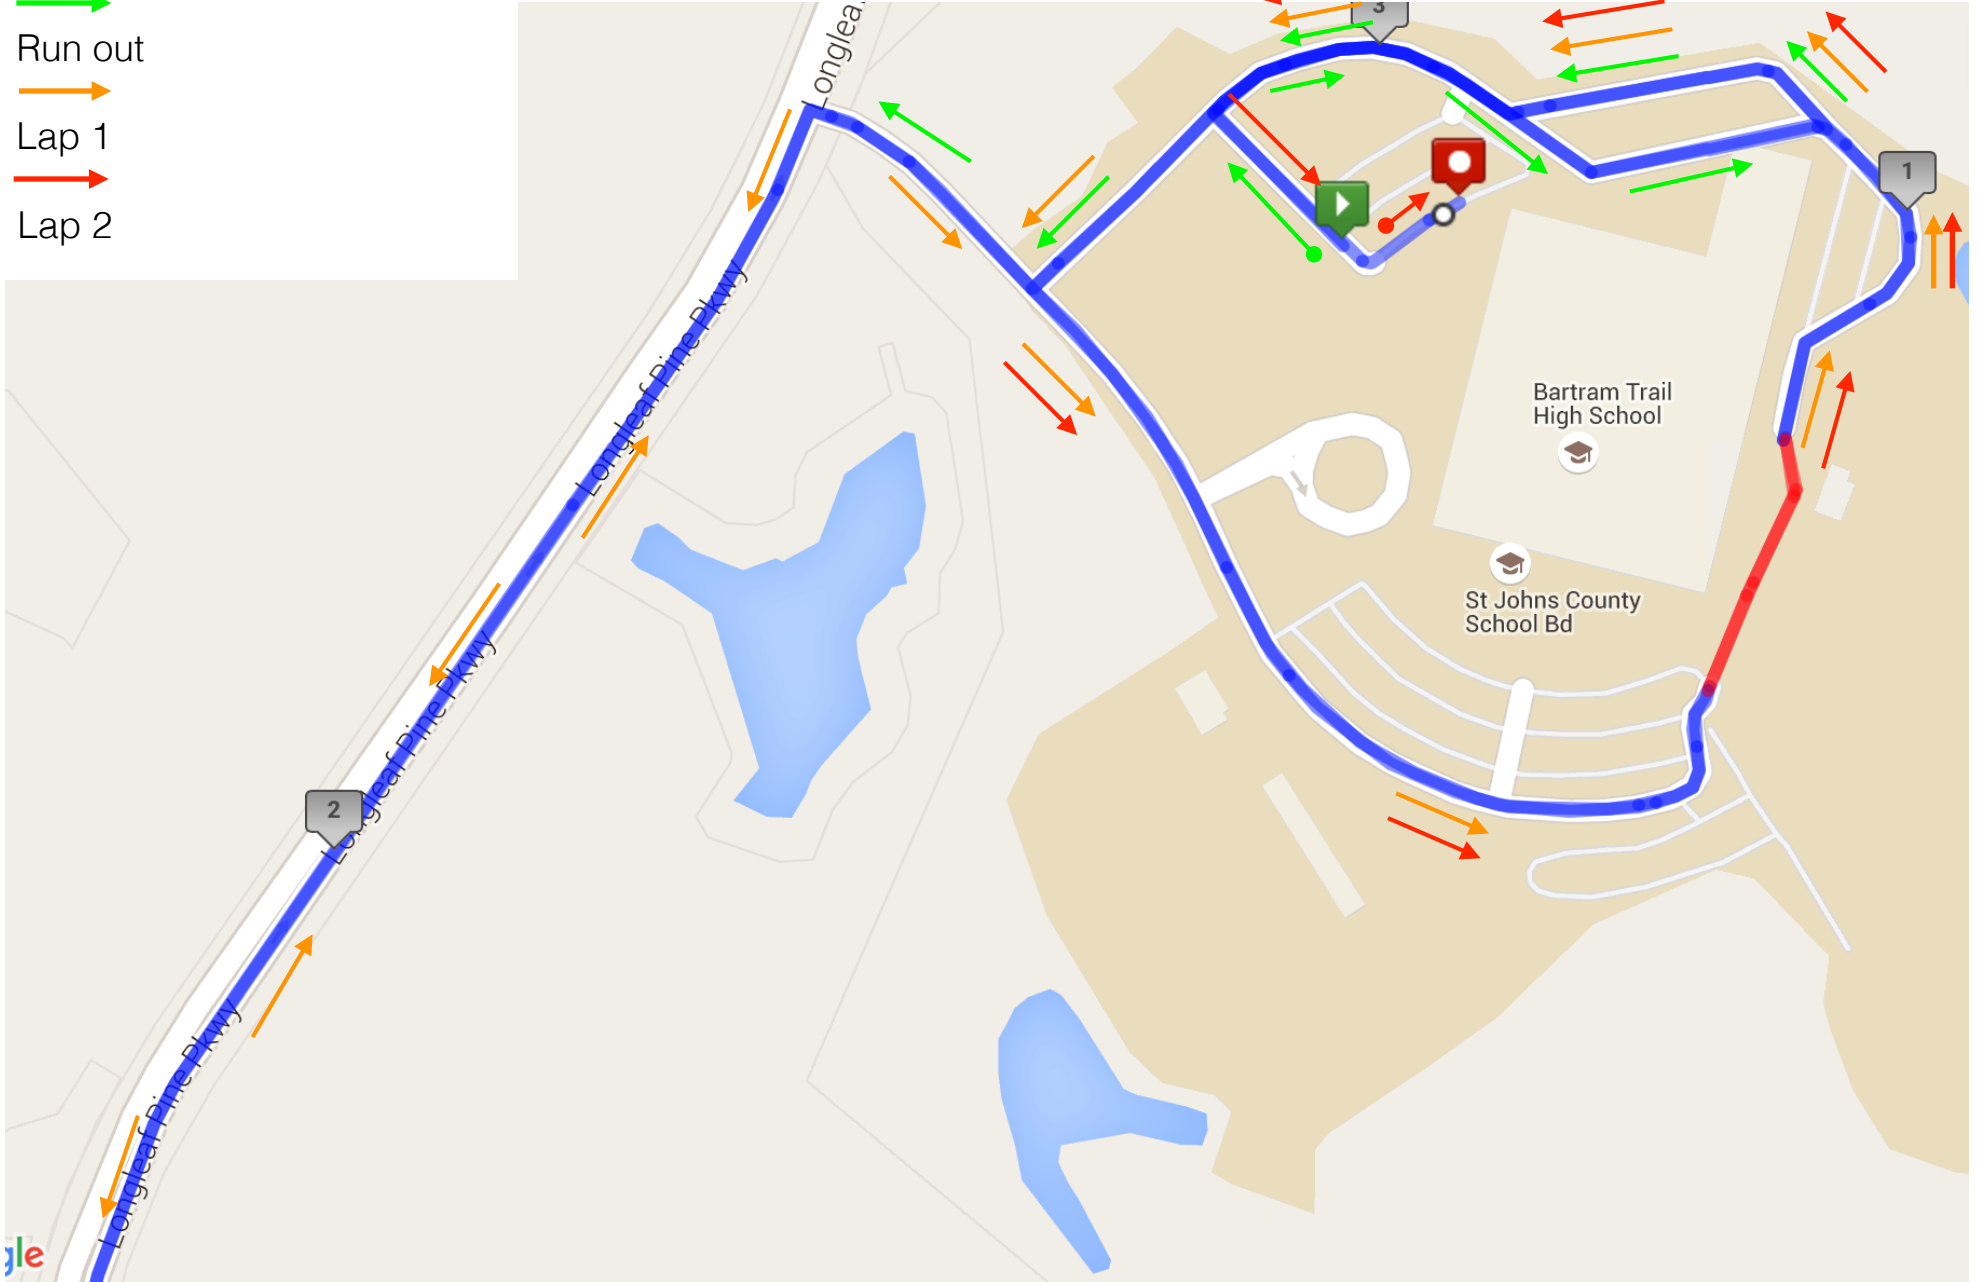 Run out
Lap 1
Lap 2
Longlea
3
1
Longleaf Pine Pkwy
Bartram Trail
High School
St Johns County
School Bd
Longleaf Pine Pkwy
2
Longleaf Pine Pkwy
gle